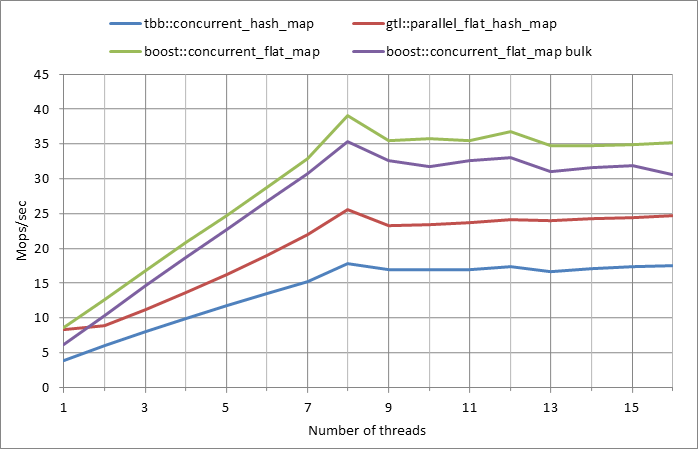 tbb::concurrent_hash_map gtl::parallel_flat_hash_map
boost::concurrent_flat_map boost::concurrent_flat_map bulk
45
40
35
30
25
20
15
10
5
0
Mops/sec
1 3 5 7 9 11 13 15
Number of threads